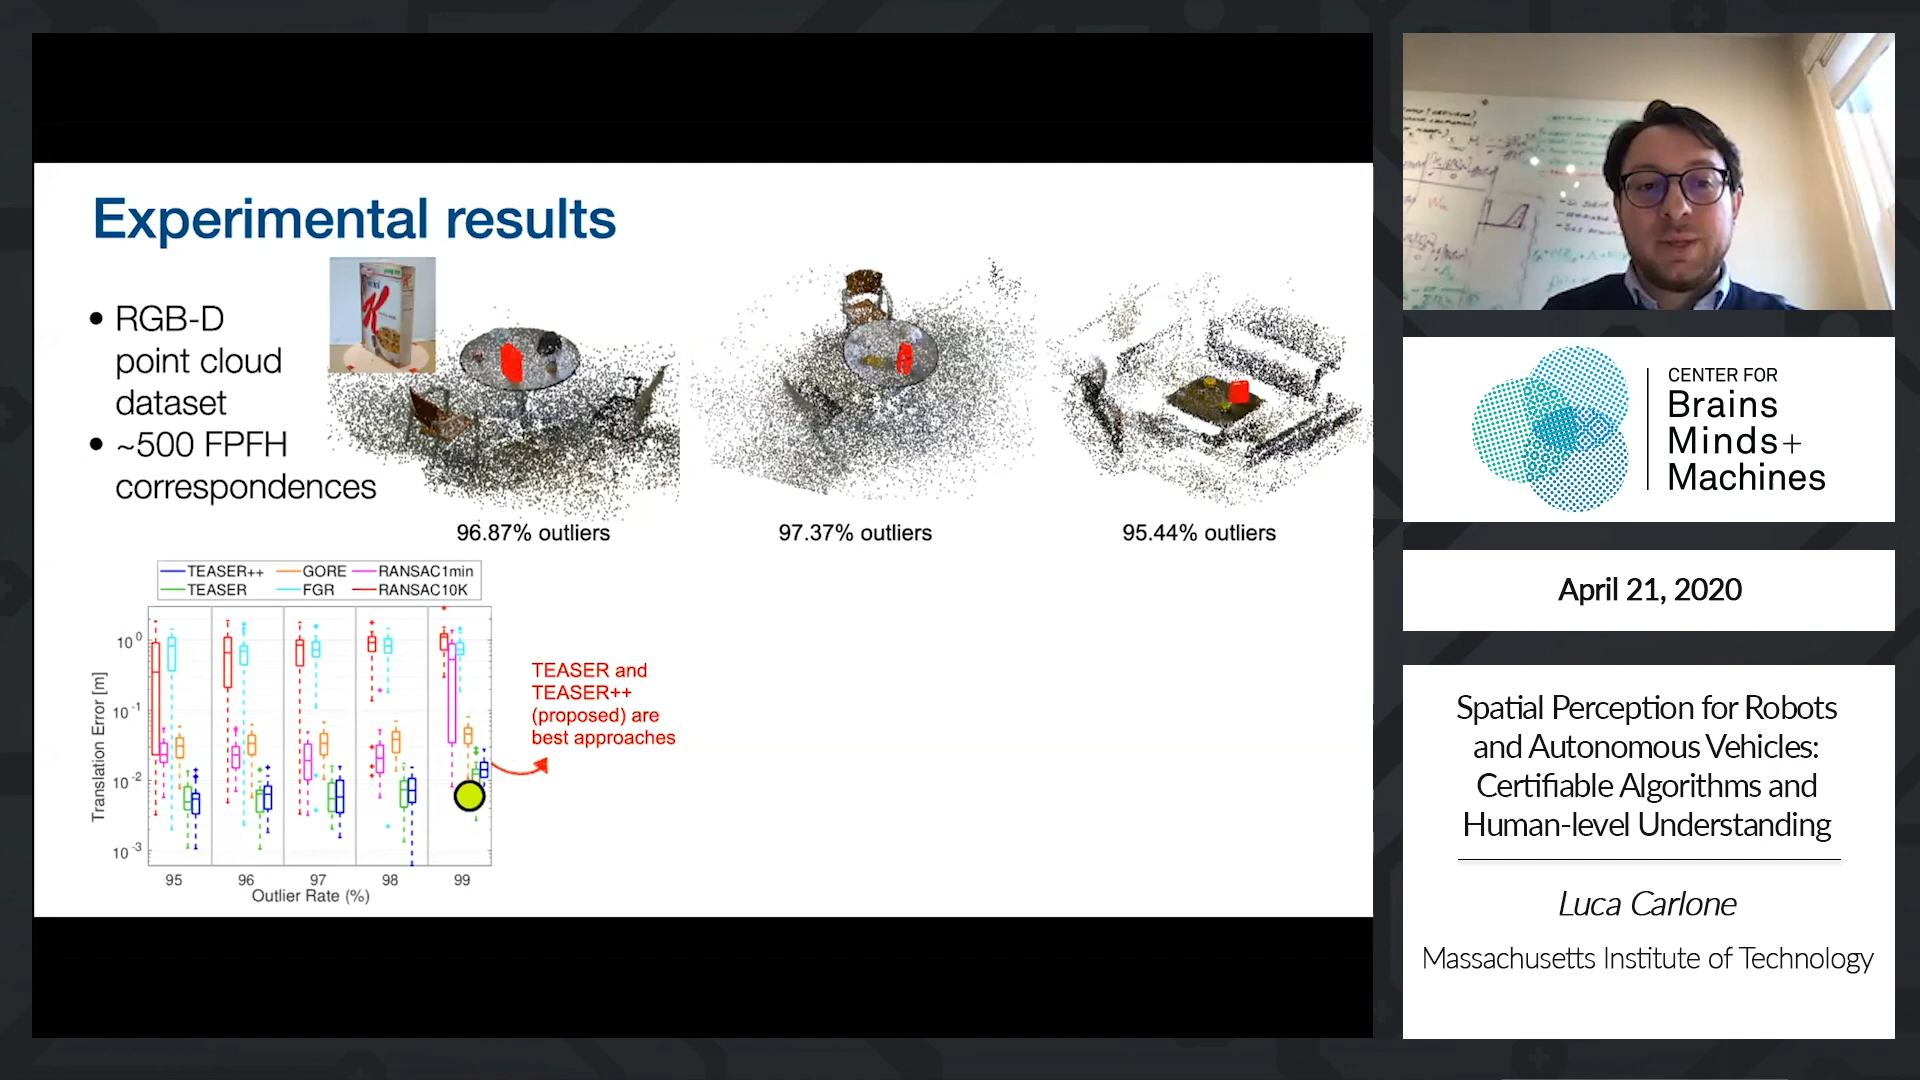 Experimental results
• RGB-D
point cloud
dataset
• ~500 FPFH
correspondences
K
96.87% outliers
97.37% outliers
95.44% outliers
TEASER++ GORE RANSAC1min
TEASER FGR RANSAC10K
Translation Error [m]
10^0
10^-1
10^-2
10^-3
95 96 97 98 99
Outlier Rate (%)
TEASER and
TEASER++
(proposed) are
best approaches
CENTER FOR
Brains
Minds+
Machines
April 21, 2020
Spatial Perception for Robots
and Autonomous Vehicles:
Certifiable Algorithms and
Human-level Understanding
Luca Carlone
Massachusetts Institute of Technology